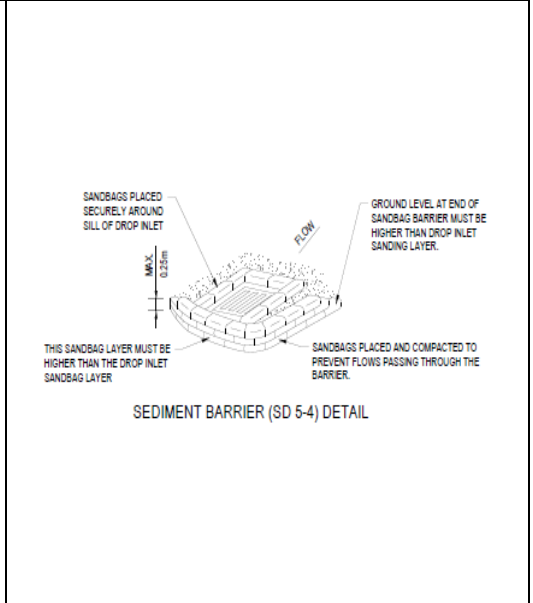 SANDBAGS PLACED
SECURELY AROUND
SILL OF DROP INLET
FLOW
GROUND LEVEL AT END OF
SANDBAG BARRIER MUST BE
HIGHER THAN DROP INLET
SANDING LAYER.
MAX.
0.25m
THIS SANDBAG LAYER MUST BE
HIGHER THAN THE DROP INLET
SANDBAG LAYER
SANDBAGS PLACED AND COMPACTED TO
PREVENT FLOWS PASSING THROUGH THE
BARRIER.
SEDIMENT BARRIER (SD 5-4) DETAIL